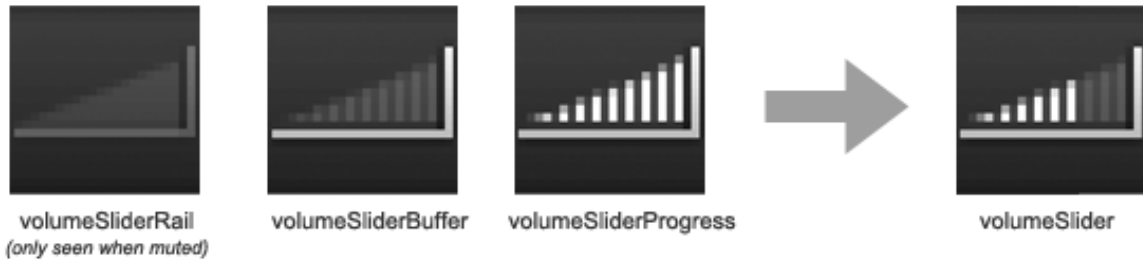 volumeSliderRail
(only seen when muted)
volumeSliderBuffer
volumeSliderProgress
volumeSlider